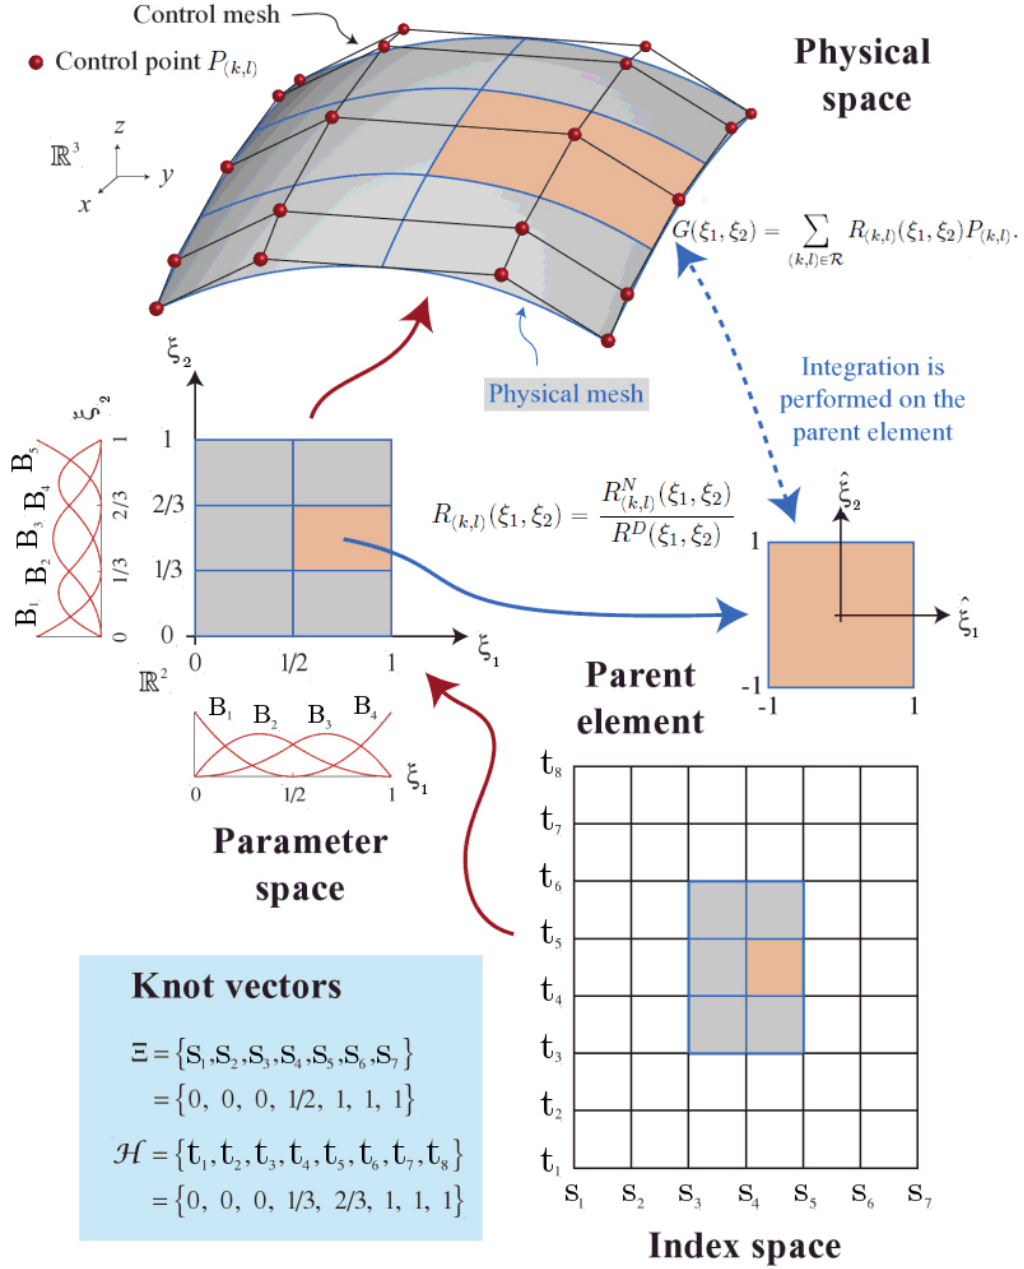 Control mesh
Control point P(k,l)
Physical
space
ℝ³
z
y
x
G(ξ₁,ξ₂) = ∑ R(k,l)(ξ₁,ξ₂)P(k,l).
(k,l)∈ℛ
Physical mesh
Integration is
performed on the
parent element
ξ₂
1
2/3
1/3
0
0 1/2 1
ξ₁
ℝ²
ξ₂
B₁ B₂ B₃ B₄ B₅
0 1/3 2/3 1
B₁ B₂ B₃ B₄
0 1/2 1
ξ₁
Parameter
space
R(k,l)(ξ₁,ξ₂) = Rᴺ(k,l)(ξ₁,ξ₂) / Rᴰ(ξ₁,ξ₂)
ξ̂₂
1
ξ̂₁
-1
-1 1
Parent
element
t₈
t₇
t₆
t₅
t₄
t₃
t₂
t₁
S₁ S₂ S₃ S₄ S₅ S₆ S₇
Index space
Knot vectors
Ξ = {S₁,S₂,S₃,S₄,S₅,S₆,S₇}
= {0, 0, 0, 1/2, 1, 1, 1}
ℋ = {t₁,t₂,t₃,t₄,t₅,t₆,t₇,t₈}
= {0, 0, 0, 1/3, 2/3, 1, 1, 1}